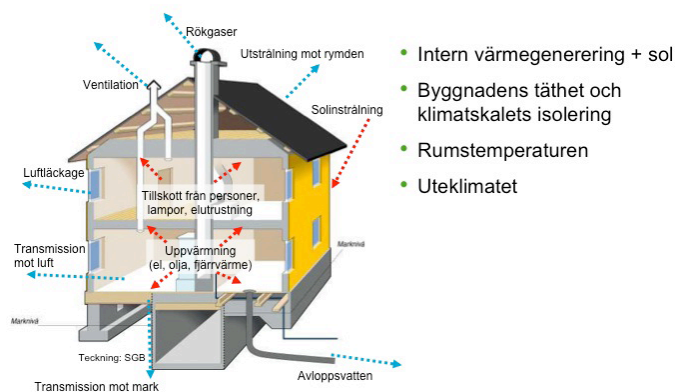 Rökgaser
Utstrålning mot rymden
Ventilation
Solinstrålning
Luftläckage
Tillskott från personer,
lampor, elutrustning
Transmission
mot luft
Uppvärmning
(el, olja, fjärrvärme)
Marknivå
Marknivå
Teckning: SGB
Transmission mot mark
Avloppsvatten
• Intern värmegenerering + sol
• Byggnadens täthet och
klimatskalets isolering
• Rumstemperaturen
• Uteklimatet